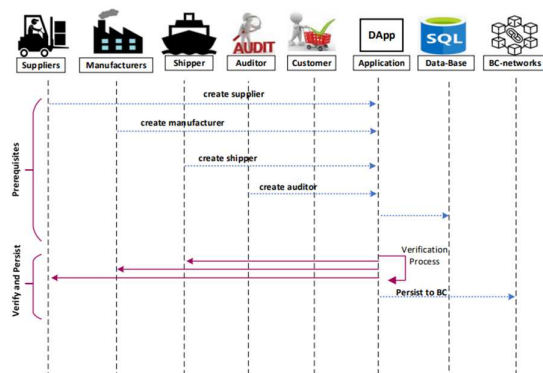 AUDIT
DApp
SQL
Suppliers
Manufacturers
Shipper
Auditor
Customer
Application
Data-Base
BC-networks
create supplier
create manufacturer
create shipper
create auditor
Prerequisites
Verification
Process
Persist to BC
Verify and Persist